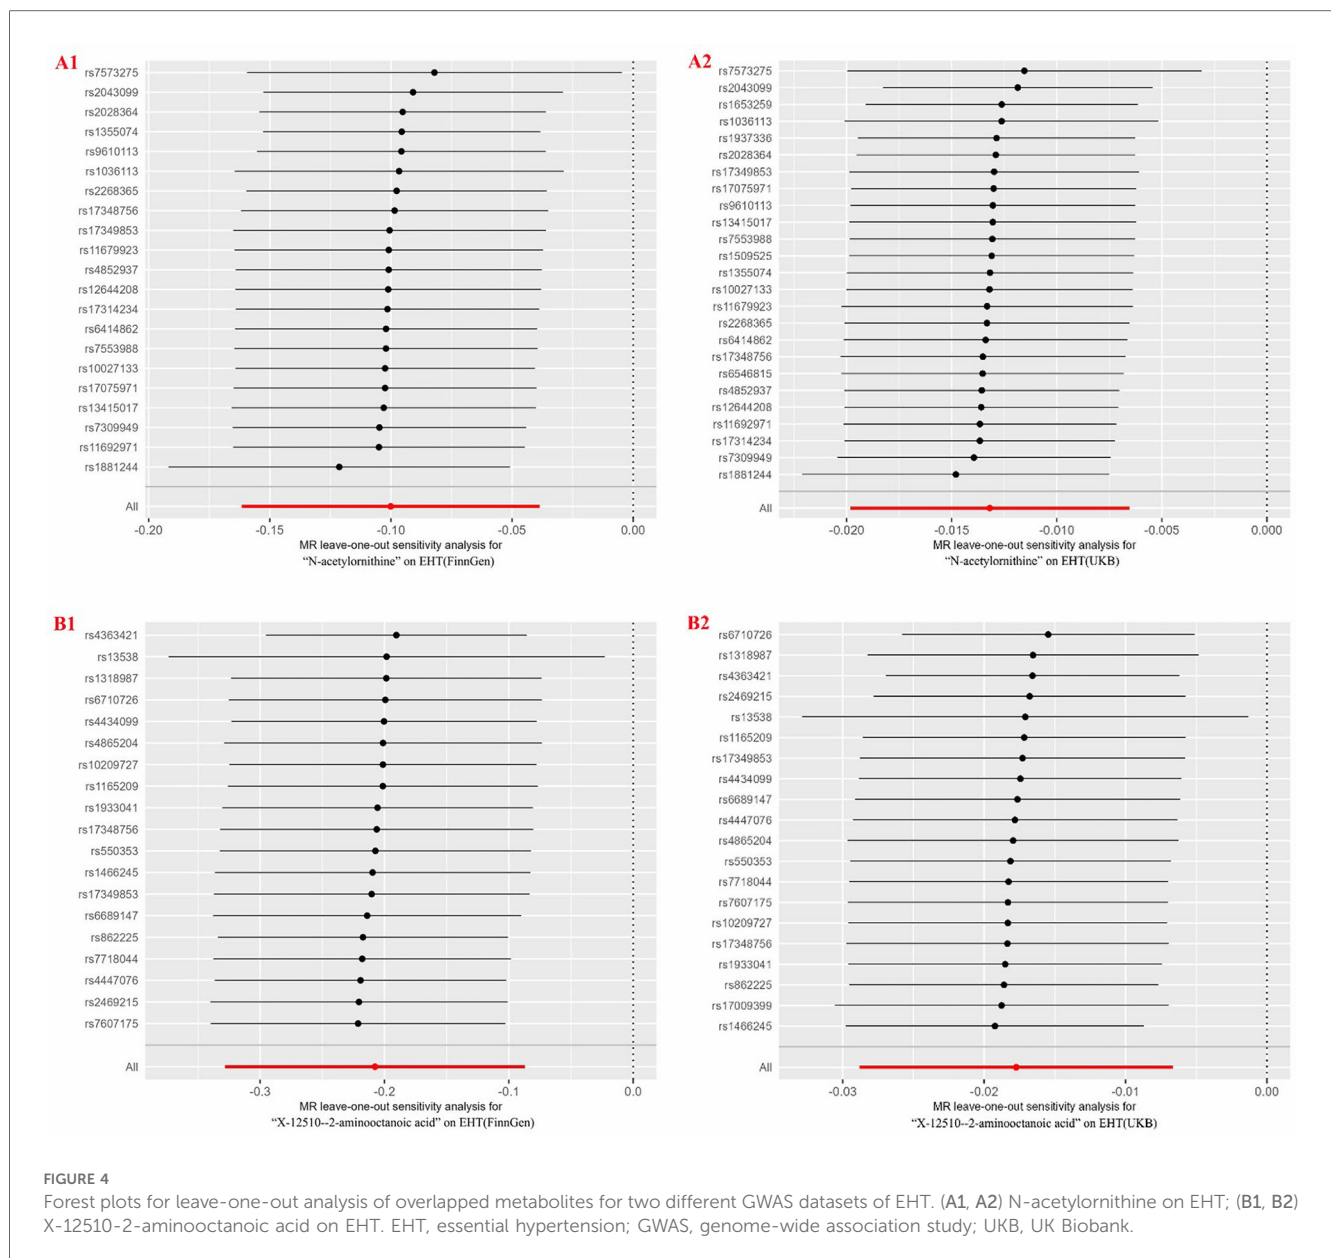 A1
rs7573275
rs2043099
rs2028364
rs1355074
rs9610113
rs1036113
rs2268365
rs17348756
rs17349853
rs11679923
rs4852937
rs12644208
rs17314234
rs6414862
rs7553988
rs10027133
rs17075971
rs13415017
rs7309949
rs11692971
rs1881244
All
-0.20 -0.15 -0.10 -0.05 0.00
MR leave-one-out sensitivity analysis for
“N-acetylornithine” on EHT(FinnGen)
A2
rs7573275
rs2043099
rs1653259
rs1036113
rs1937336
rs2028364
rs17349853
rs17075971
rs9610113
rs13415017
rs7553988
rs1509525
rs1355074
rs10027133
rs11679923
rs2268365
rs6414862
rs17348756
rs6546815
rs4852937
rs12644208
rs11692971
rs17314234
rs7309949
rs1881244
All
-0.020 -0.015 -0.010 -0.005 0.000
MR leave-one-out sensitivity analysis for
“N-acetylornithine” on EHT(UKB)
B1
rs4363421
rs13538
rs1318987
rs6710726
rs4434099
rs4865204
rs10209727
rs1165209
rs1933041
rs17348756
rs550353
rs1466245
rs17349853
rs6689147
rs862225
rs7718044
rs4447076
rs2469215
rs7607175
All
-0.3 -0.2 -0.1 0.0
MR leave-one-out sensitivity analysis for
“X-12510--2-aminooctanoic acid” on EHT(FinnGen)
B2
rs6710726
rs1318987
rs4363421
rs2469215
rs13538
rs1165209
rs17349853
rs4434099
rs6689147
rs4447076
rs4865204
rs550353
rs7718044
rs7607175
rs10209727
rs17348756
rs1933041
rs862225
rs17009399
rs1466245
All
-0.03 -0.02 -0.01 0.00
MR leave-one-out sensitivity analysis for
“X-12510--2-aminooctanoic acid” on EHT(UKB)
FIGURE 4
Forest plots for leave-one-out analysis of overlapped metabolites for two different GWAS datasets of EHT. (A1, A2) N-acetylornithine on EHT; (B1, B2)
X-12510-2-aminooctanoic acid on EHT. EHT, essential hypertension; GWAS, genome-wide association study; UKB, UK Biobank.